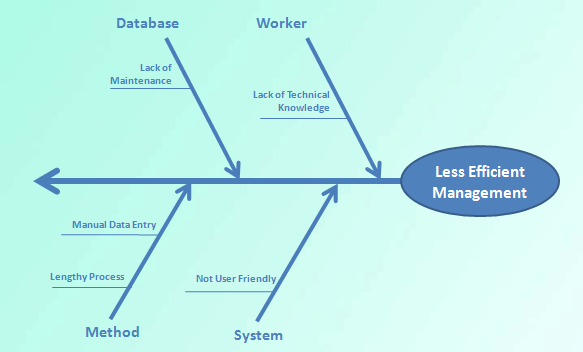 Database
Worker
Lack of
Maintenance
Lack of Technical
Knowledge
Less Efficient
Management
Manual Data Entry
Lengthy Process
Not User Friendly
Method
System